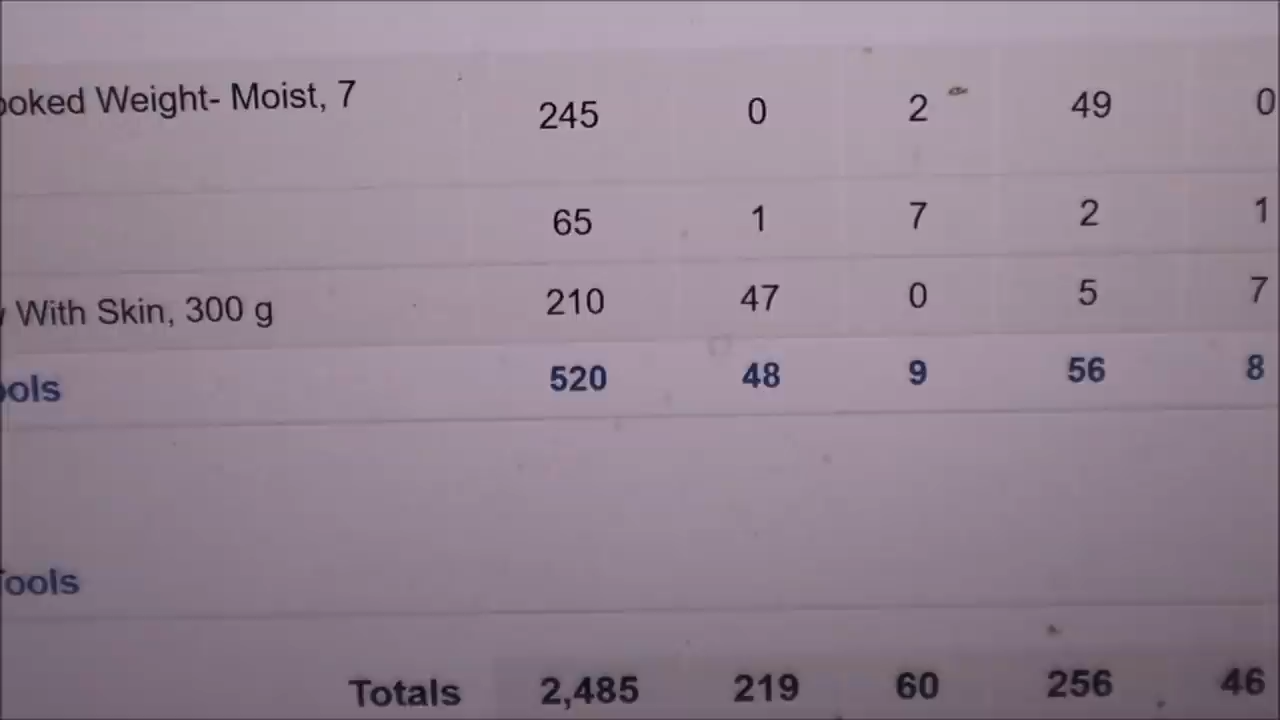 ooked Weight- Moist, 7 245 0 2 49 0
65 1 7 2 1
With Skin, 300 g 210 47 0 5 7
ools 520 48 9 56 8
Tools
Totals 2,485 219 60 256 46